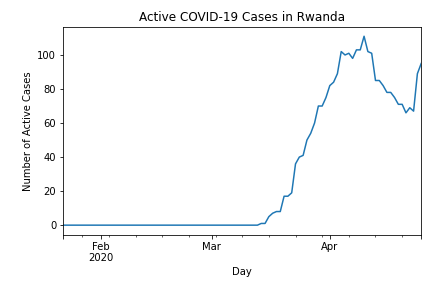 Active COVID-19 Cases in Rwanda
Number of Active Cases
100
80
60
40
20
0
Feb
2020
Mar
Apr
Day